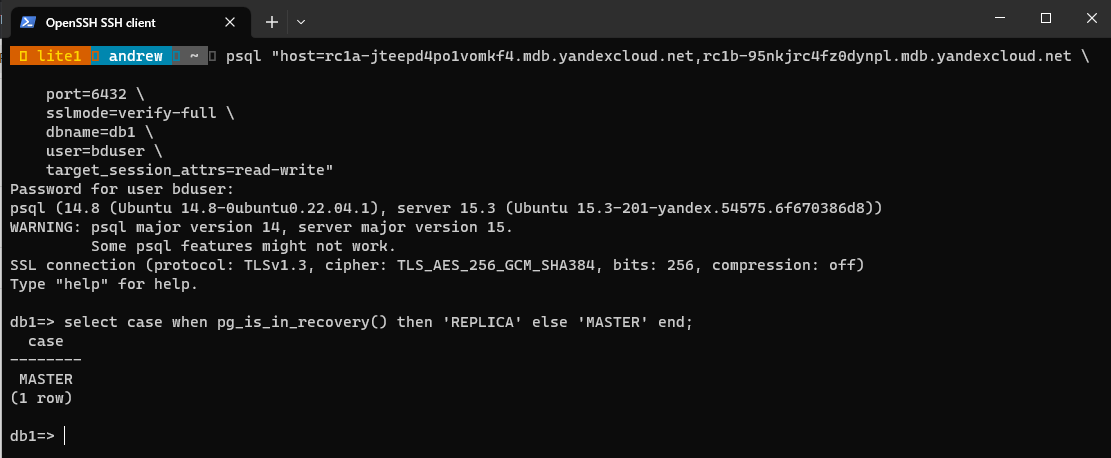 OpenSSH SSH client
lite1 andrew ~ psql "host=rc1a-jteepd4po1vomkf4.mdb.yandexcloud.net,rc1b-95nkjrc4fz0dynpl.mdb.yandexcloud.net \
port=6432 \
sslmode=verify-full \
dbname=db1 \
user=bduser \
target_session_attrs=read-write"
Password for user bduser:
psql (14.8 (Ubuntu 14.8-0ubuntu0.22.04.1), server 15.3 (Ubuntu 15.3-201-yandex.54575.6f670386d8))
WARNING: psql major version 14, server major version 15.
Some psql features might not work.
SSL connection (protocol: TLSv1.3, cipher: TLS_AES_256_GCM_SHA384, bits: 256, compression: off)
Type "help" for help.
db1=> select case when pg_is_in_recovery() then 'REPLICA' else 'MASTER' end;
case
--------
MASTER
(1 row)
db1=>